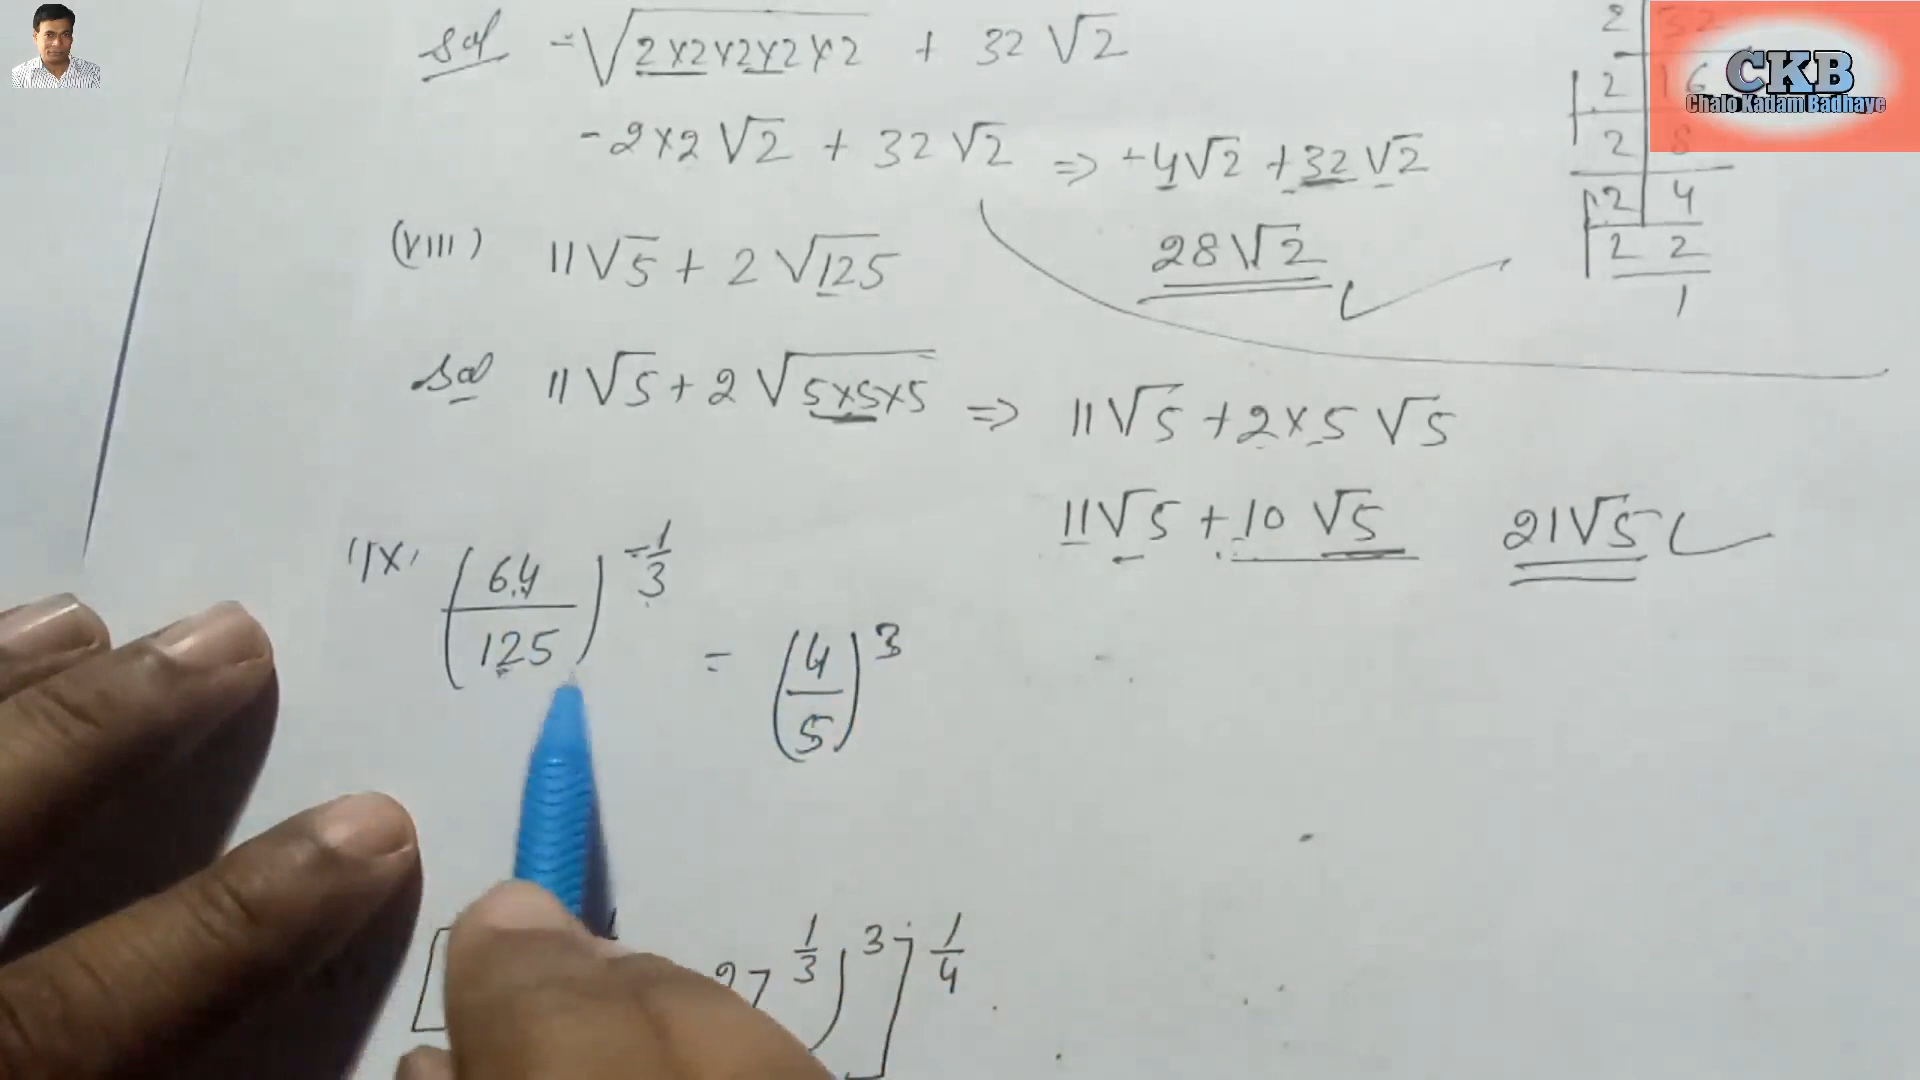 Sol -√2×2×2×2×2 + 32√2
-2×2√2 + 32√2 => -4√2 + 32√2
28√2
2 | 32
2 | 16
2 | 8
2 | 4
2 | 2
1
CKB
Chalo Kadam Badhaye
(VIII) 11√5 + 2√125
Sol 11√5 + 2√5×5×5 => 11√5 + 2×5√5
11√5 + 10√5 21√5
(IX) (64/125)^-1/3 = (4/5)^3
27^1/3)^3]^1/4